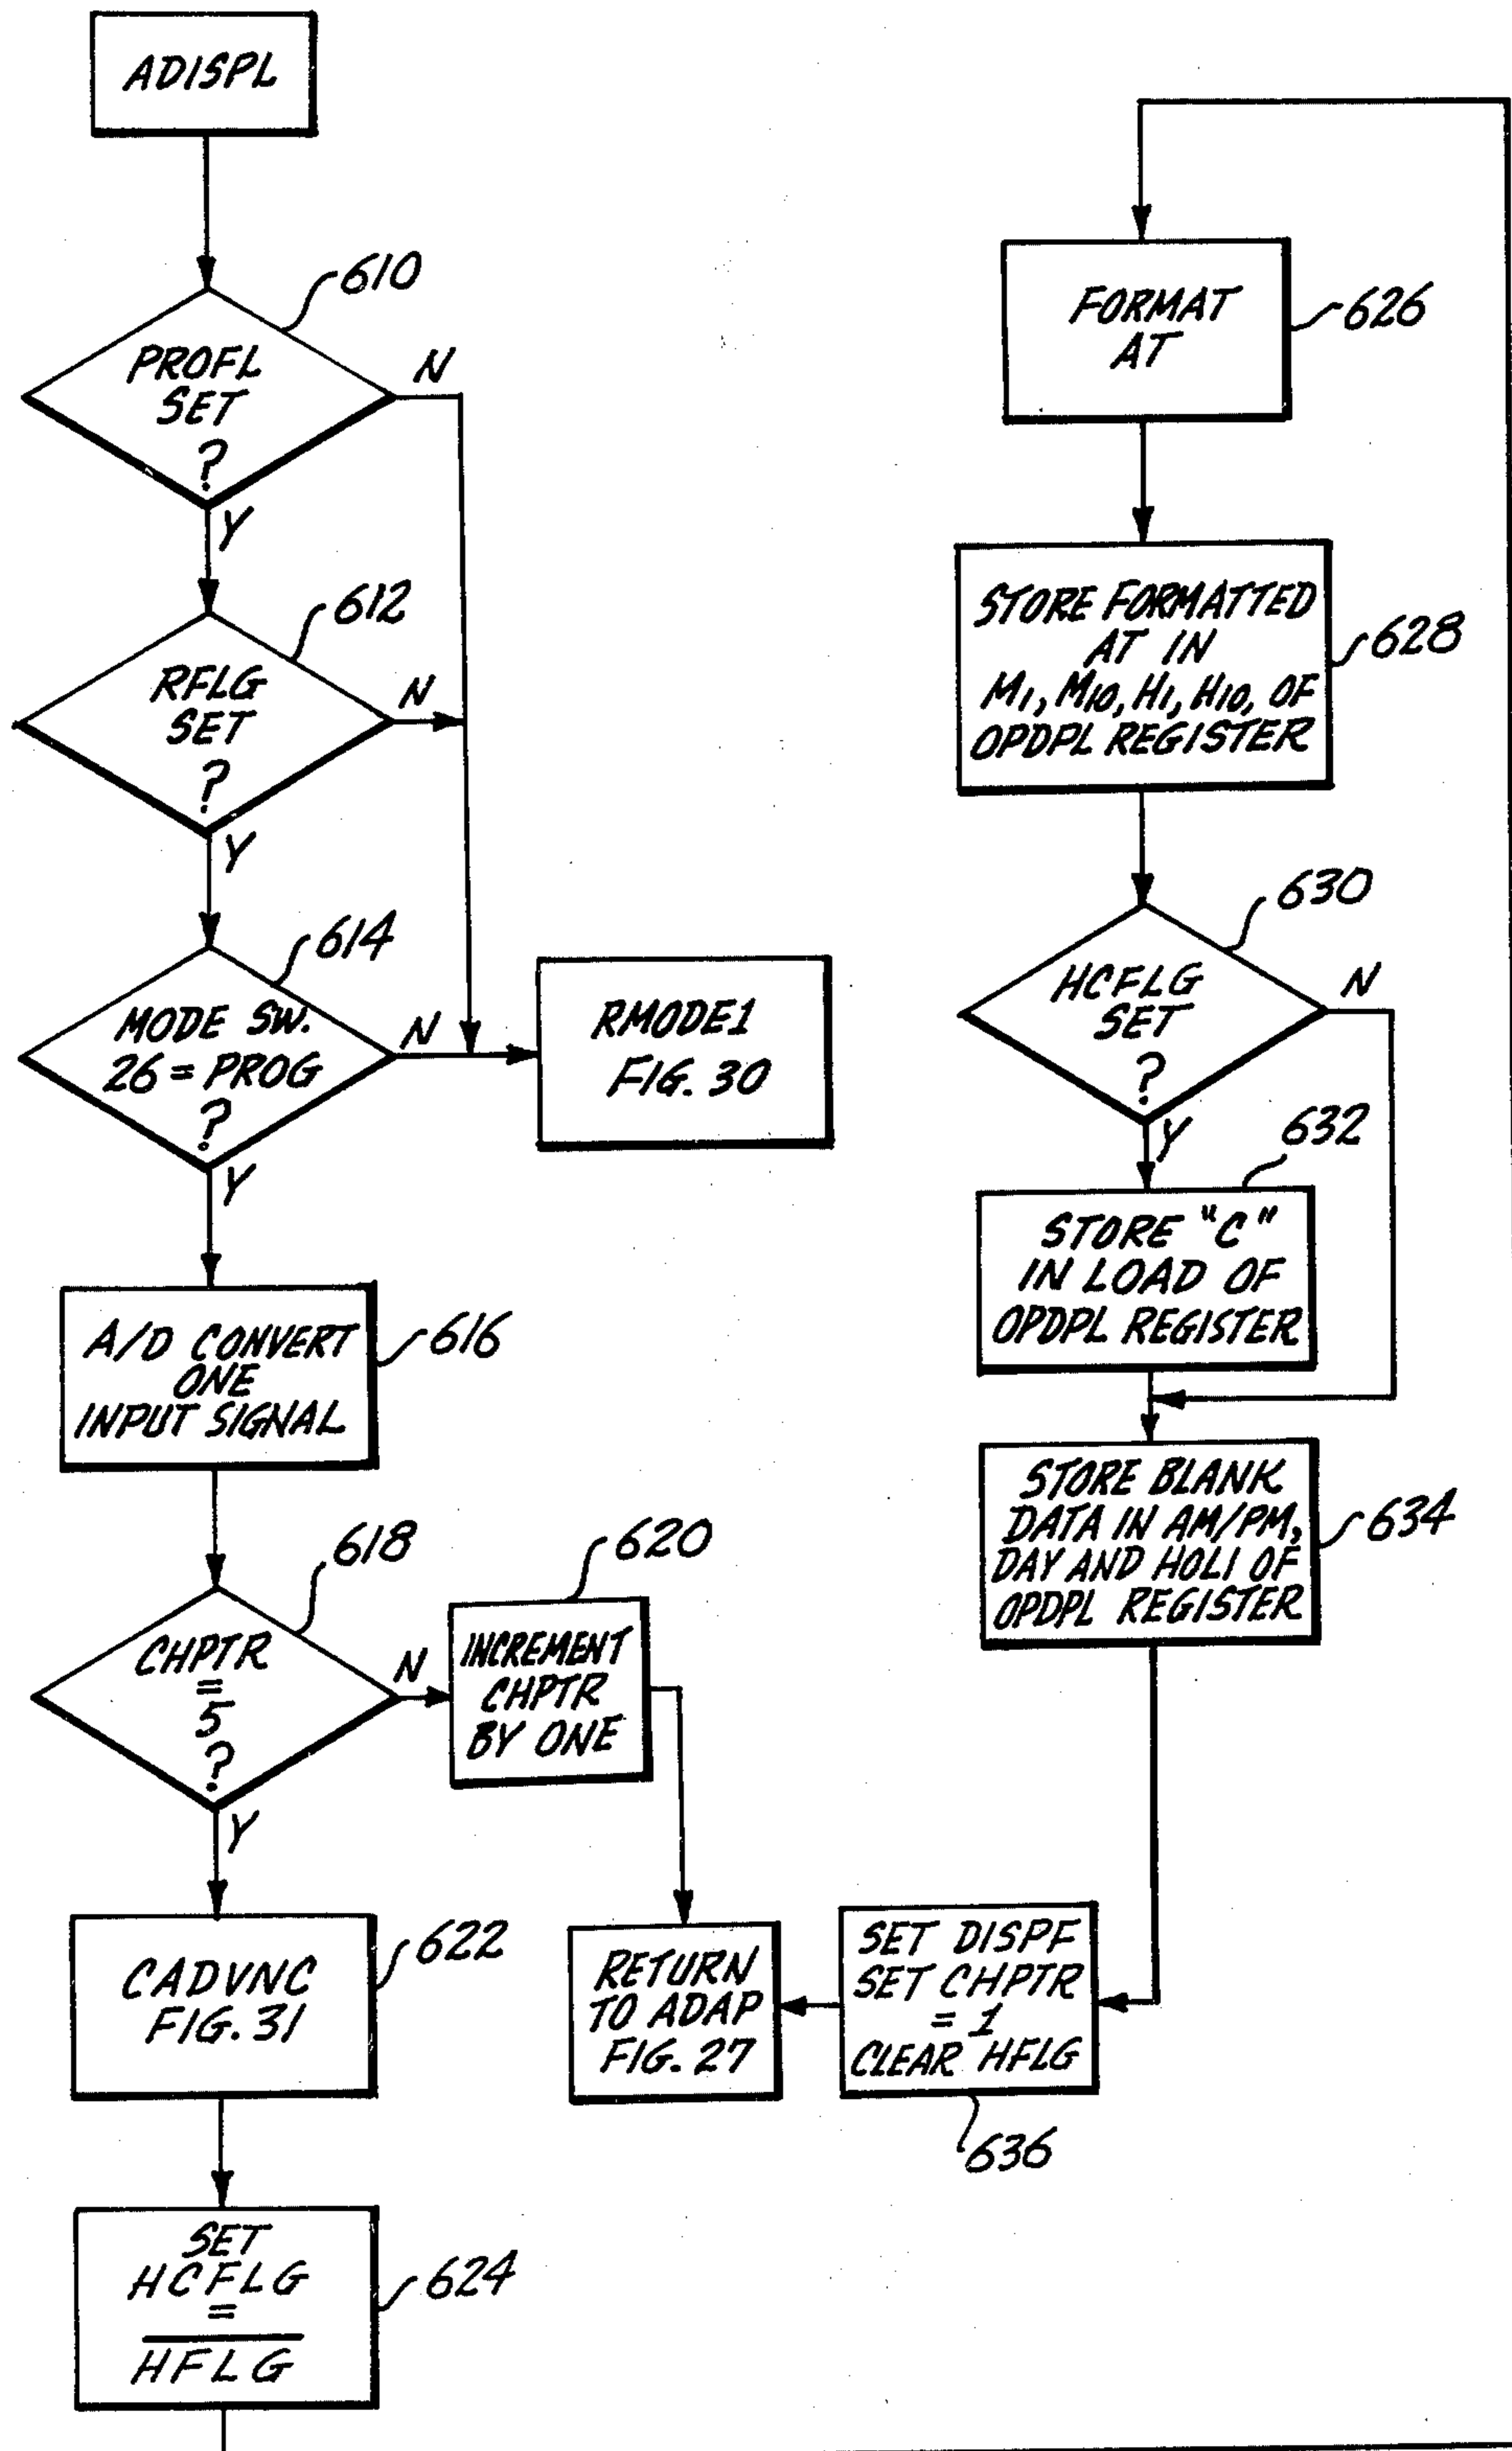 ADISPL
610
PROFL
SET
?
N
Y
612
RFLG
SET
?
N
Y
614
MODE SW.
26 = PROG
?
N
Y
RMODE1
FIG. 30
A/D CONVERT
ONE
INPUT SIGNAL
616
618
CHPTR
=
5
?
N
Y
620
INCREMENT
CHPTR
BY ONE
CADVNC
FIG. 31
622
SET
HCFLG
=
H̅F̅L̅G̅
624
FORMAT
AT
626
STORE FORMATTED
AT IN
M1, M10, H1, H10, OF
OPDPL REGISTER
628
630
HCFLG
SET
?
N
Y
632
STORE "C"
IN LOAD OF
OPDPL REGISTER
STORE BLANK
DATA IN AM/PM,
DAY AND HOLI OF
OPDPL REGISTER
634
SET DISPF
SET CHPTR
= 1
CLEAR HFLG
636
RETURN
TO ADAP
FIG. 27